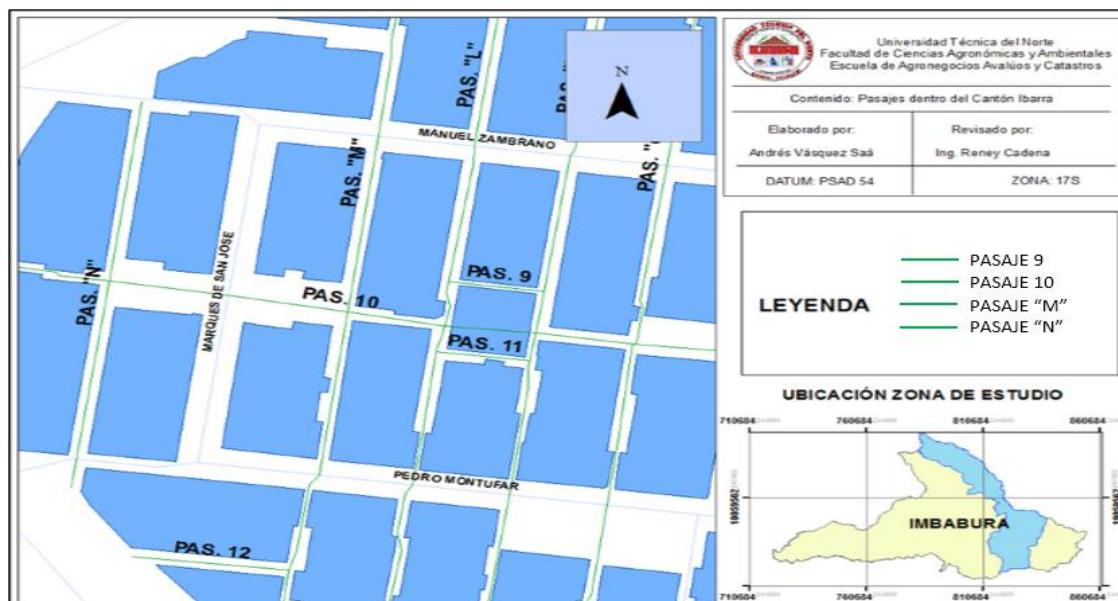 PAS. "L"
PAS. "M"
N
MANUEL ZAMBRANO
PAS. "N"
MARQUES DE SAN JOSE
PAS. 9
PAS. 10
PAS. 11
PEDRO MONTUFAR
PAS. 12
Universidad Técnica del Norte
Facultad de Ciencias Agronómicas y Ambientales
Escuela de Agronegocios Avalúos y Catastros
Contenido: Pasajes dentro del Cantón Ibarra
Elaborado por:
Andrés Vásquez Saá
Revisado por:
Ing. Reney Cadena
DATUM: PSAD 54
ZONA: 17S
LEYENDA
PASAJE 9
PASAJE 10
PASAJE “M”
PASAJE “N”
UBICACIÓN ZONA DE ESTUDIO
710684 760684 810684 860684
10059562
IMBABURA
710684 760684 810684 860684